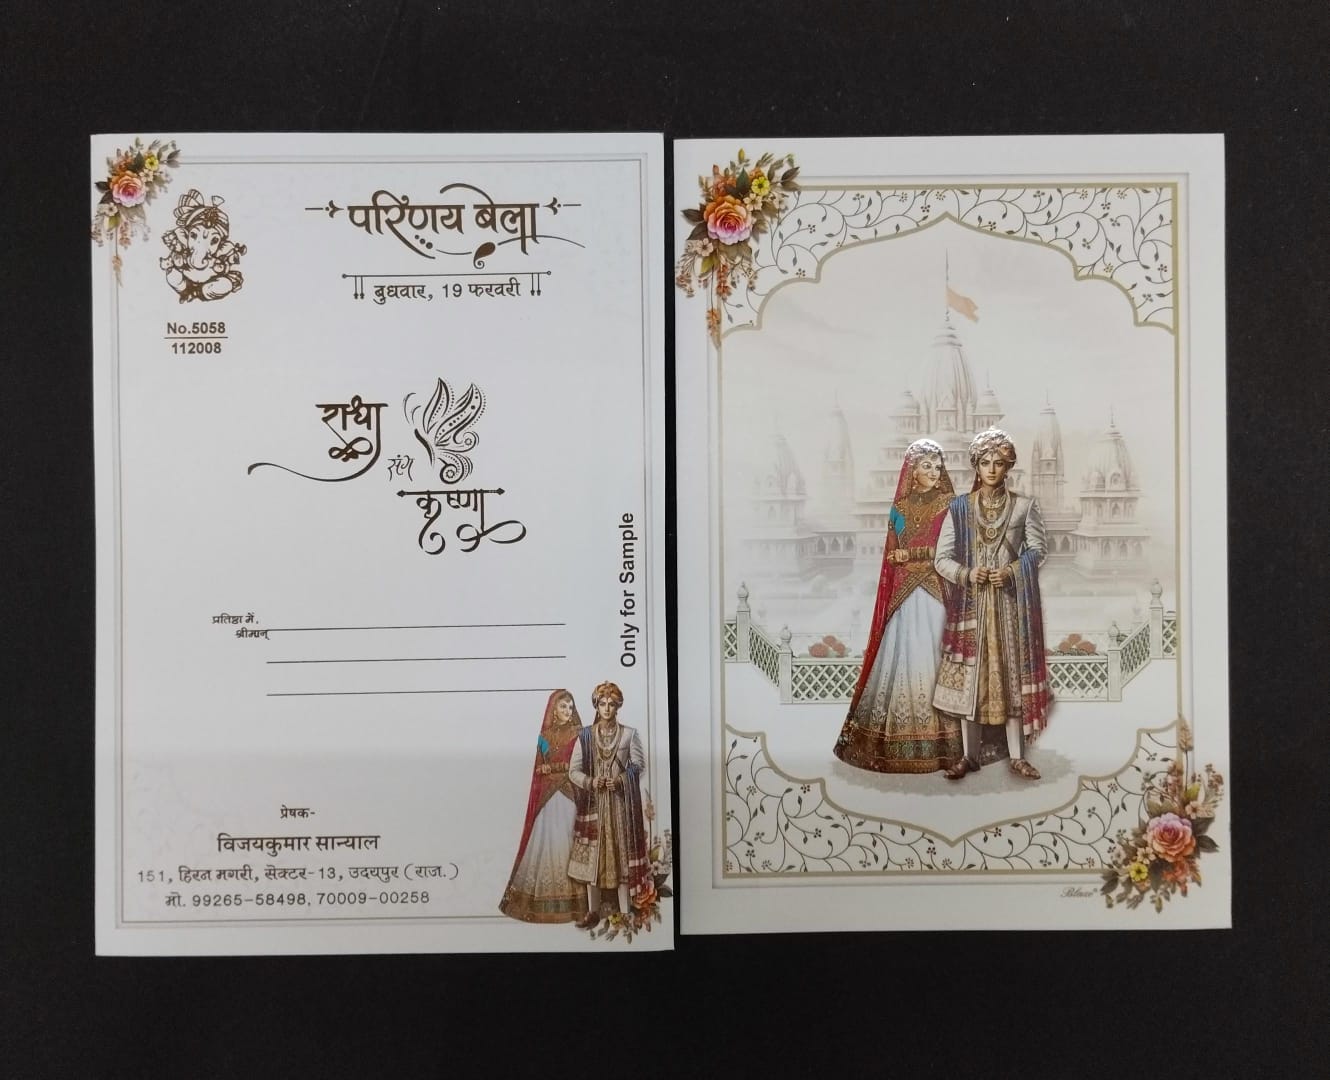 परिंणय बेला
बुधवार, 19 फरवरी
No.5058
112008
राधा
संग
कृष्णा
Only for Sample
प्रतिष्ठा में,
श्रीमान्
प्रेषक-
विजयकुमार सान्याल
151, हिरन मगरी, सेक्टर-13, उदयपुर (राज.)
मो. 99265-58498, 70009-00258
Blaze®